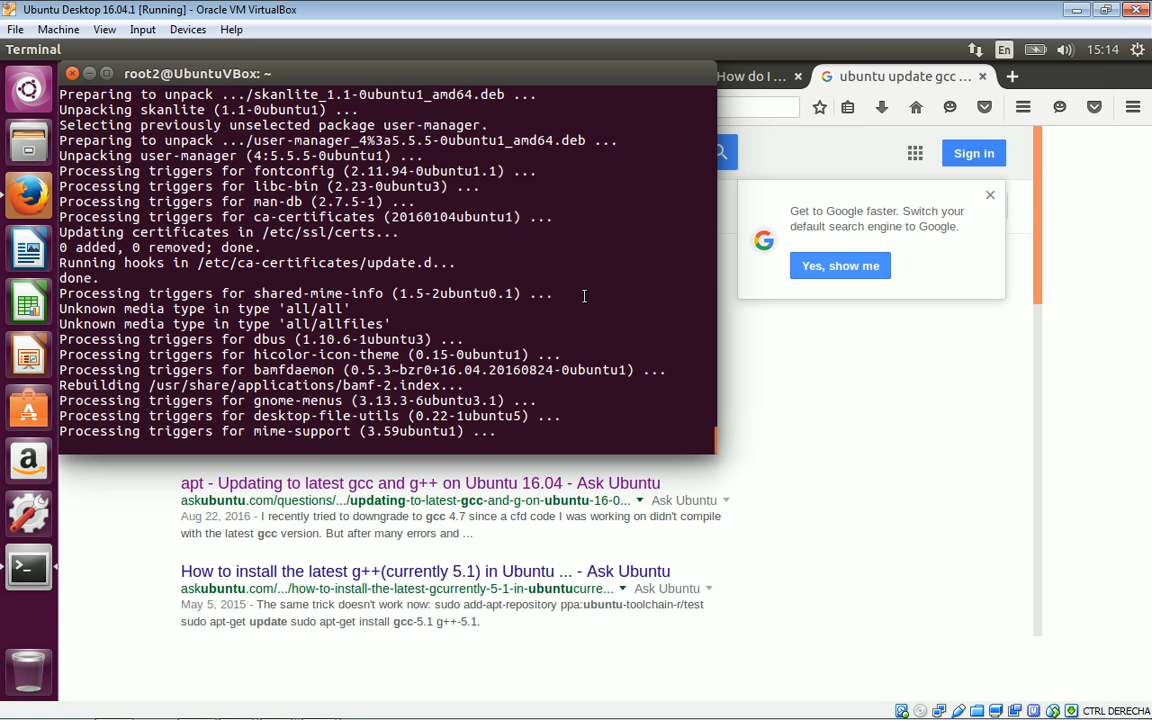 Ubuntu Desktop 16.04.1 [Running] - Oracle VM VirtualBox
File Machine View Input Devices Help
Terminal
En
15:14
root2@UbuntuVBox: ~
How do I ... ×
G ubuntu update gcc ... ×
Preparing to unpack .../skanlite_1.1-0ubuntu1_amd64.deb ...
Unpacking skanlite (1.1-0ubuntu1) ...
Selecting previously unselected package user-manager.
Preparing to unpack .../user-manager_4%3a5.5.5-0ubuntu1_amd64.deb ...
Unpacking user-manager (4:5.5.5-0ubuntu1) ...
Processing triggers for fontconfig (2.11.94-0ubuntu1.1) ...
Processing triggers for libc-bin (2.23-0ubuntu3) ...
Processing triggers for man-db (2.7.5-1) ...
Processing triggers for ca-certificates (20160104ubuntu1) ...
Updating certificates in /etc/ssl/certs...
0 added, 0 removed; done.
Running hooks in /etc/ca-certificates/update.d...
done.
Processing triggers for shared-mime-info (1.5-2ubuntu0.1) ...
Unknown media type in type 'all/all'
Unknown media type in type 'all/allfiles'
Processing triggers for dbus (1.10.6-1ubuntu3) ...
Processing triggers for hicolor-icon-theme (0.15-0ubuntu1) ...
Processing triggers for bamfdaemon (0.5.3~bzr0+16.04.20160824-0ubuntu1) ...
Rebuilding /usr/share/applications/bamf-2.index...
Processing triggers for gnome-menus (3.13.3-6ubuntu3.1) ...
Processing triggers for desktop-file-utils (0.22-1ubuntu5) ...
Processing triggers for mime-support (3.59ubuntu1) ...
Sign in
Get to Google faster. Switch your
default search engine to Google.
Yes, show me
apt - Updating to latest gcc and g++ on Ubuntu 16.04 - Ask Ubuntu
askubuntu.com/questions/.../updating-to-latest-gcc-and-g-on-ubuntu-16-0... Ask Ubuntu
Aug 22, 2016 - I recently tried to downgrade to gcc 4.7 since a cfd code I was working on didn't compile
with the latest gcc version. But after many errors and ...
How to install the latest g++(currently 5.1) in Ubuntu ... - Ask Ubuntu
askubuntu.com/.../how-to-install-the-latest-gcurrently-5-1-in-ubuntucurre... Ask Ubuntu
May 5, 2015 - The same trick doesn't work now: sudo add-apt-repository ppa:ubuntu-toolchain-r/test
sudo apt-get update sudo apt-get install gcc-5.1 g++-5.1.
CTRL DERECHA